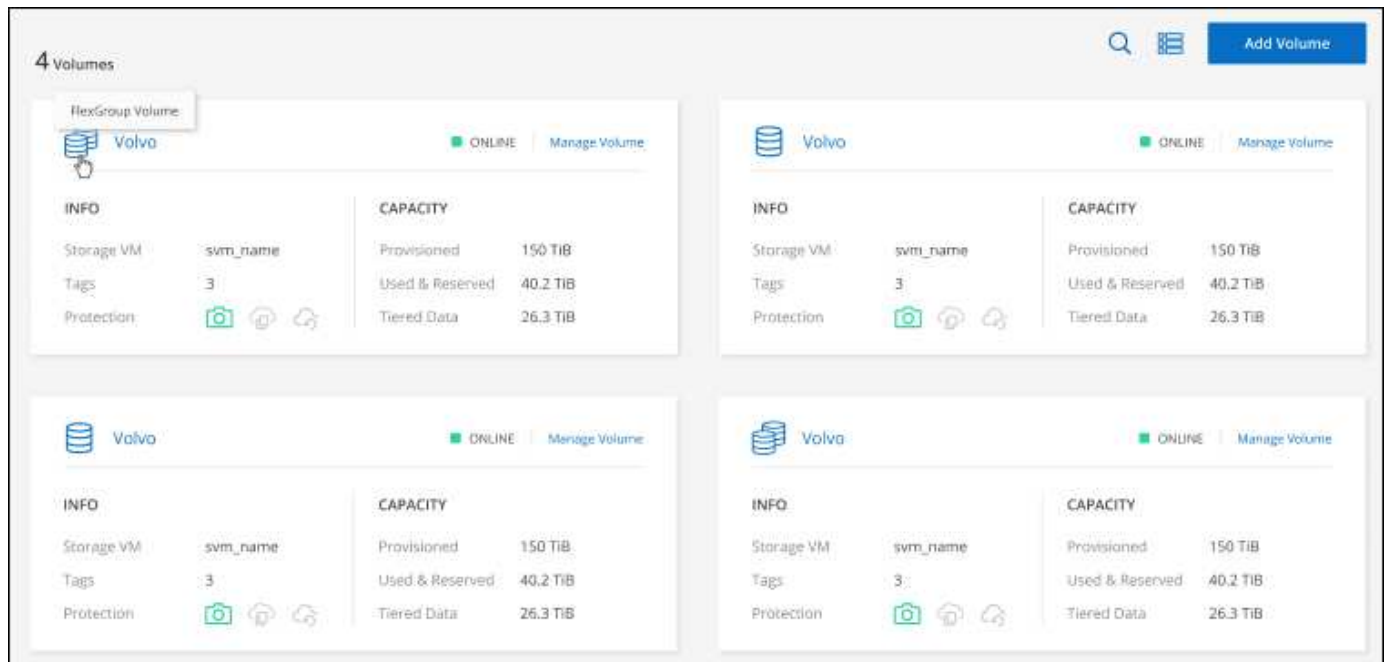 4 Volumes
Add Volume
FlexGroup Volume
Volvo
ONLINE
Manage Volume
INFO
CAPACITY
Storage VM svm_name
Provisioned 150 TiB
Tags 3
Used & Reserved 40.2 TiB
Protection
Tiered Data 26.3 TiB
Volvo
ONLINE
Manage Volume
INFO
CAPACITY
Storage VM svm_name
Provisioned 150 TiB
Tags 3
Used & Reserved 40.2 TiB
Protection
Tiered Data 26.3 TiB
Volvo
ONLINE
Manage Volume
INFO
CAPACITY
Storage VM svm_name
Provisioned 150 TiB
Tags 3
Used & Reserved 40.2 TiB
Protection
Tiered Data 26.3 TiB
Volvo
ONLINE
Manage Volume
INFO
CAPACITY
Storage VM svm_name
Provisioned 150 TiB
Tags 3
Used & Reserved 40.2 TiB
Protection
Tiered Data 26.3 TiB